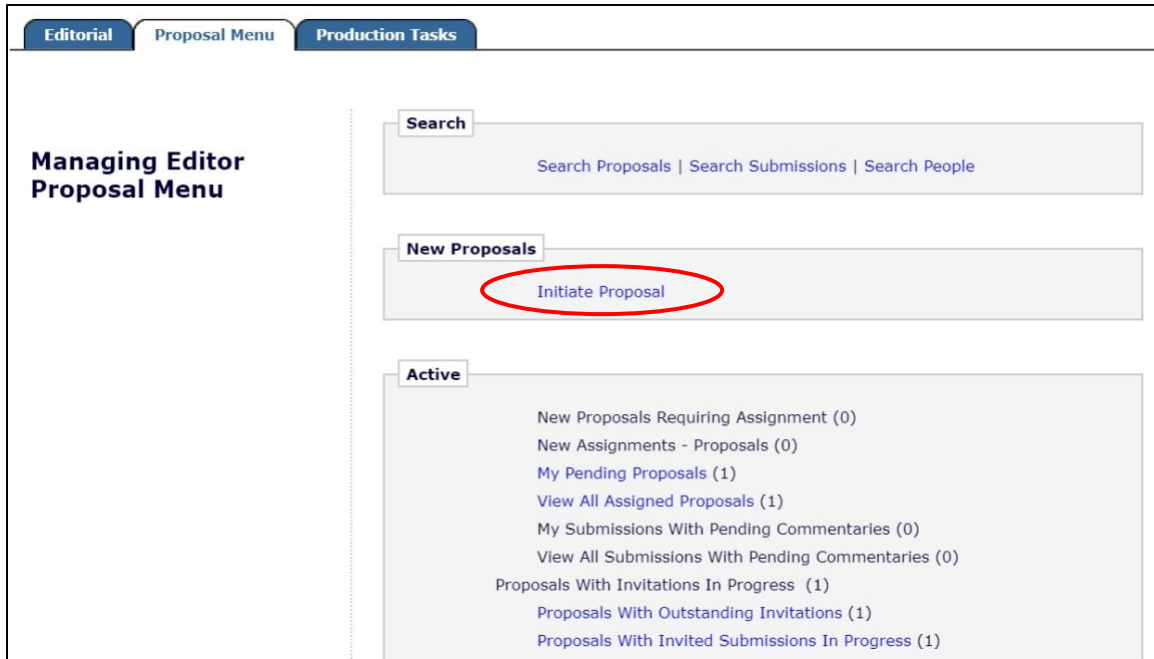 Editorial Proposal Menu Production Tasks
Managing Editor
Proposal Menu
Search
Search Proposals | Search Submissions | Search People
New Proposals
Initiate Proposal
Active
New Proposals Requiring Assignment (0)
New Assignments - Proposals (0)
My Pending Proposals (1)
View All Assigned Proposals (1)
My Submissions With Pending Commentaries (0)
View All Submissions With Pending Commentaries (0)
Proposals With Invitations In Progress (1)
Proposals With Outstanding Invitations (1)
Proposals With Invited Submissions In Progress (1)